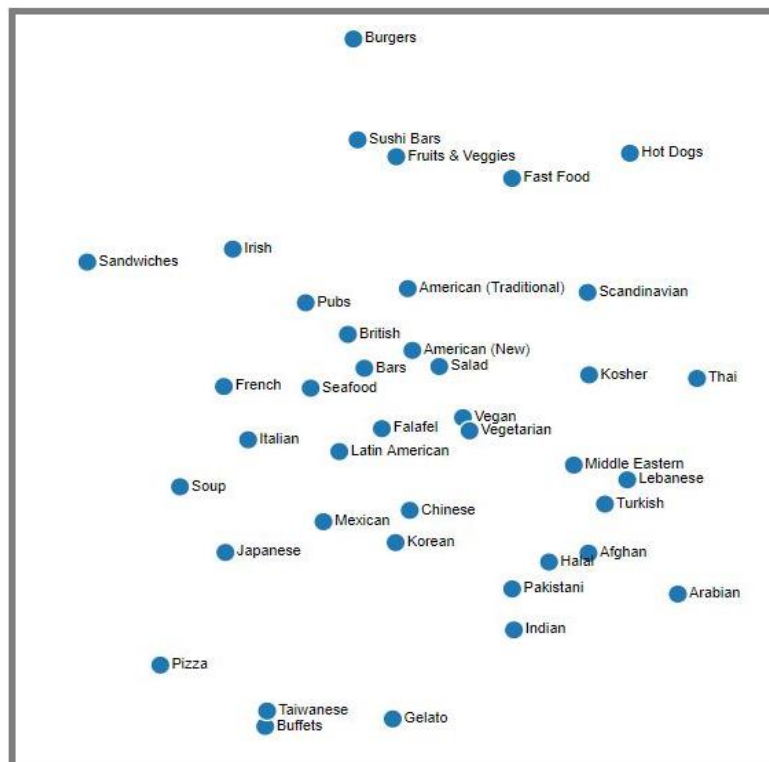 Burgers
Sushi Bars
Fruits & Veggies
Hot Dogs
Fast Food
Irish
Sandwiches
American (Traditional)
Scandinavian
Pubs
British
American (New)
Bars
Salad
Kosher
Thai
French
Seafood
Vegan
Falafel
Vegetarian
Italian
Latin American
Middle Eastern
Lebanese
Soup
Turkish
Chinese
Mexican
Korean
Japanese
Afghan
Halal
Pakistani
Arabian
Indian
Pizza
Taiwanese
Gelato
Buffets